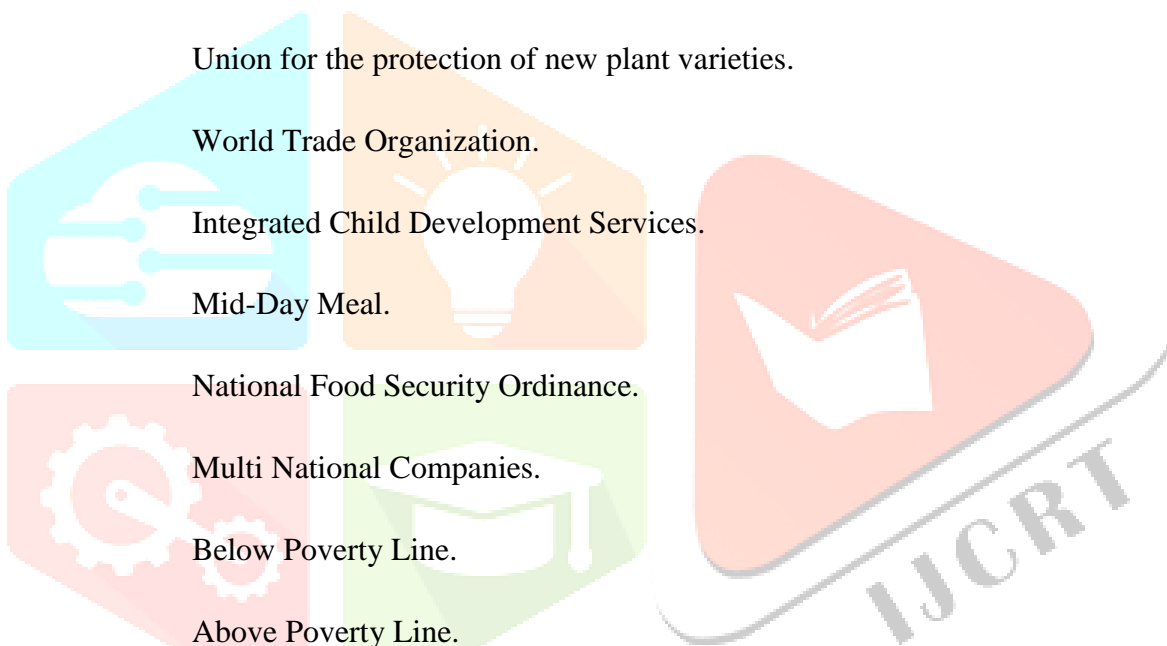 Union for the protection of new plant varieties.
World Trade Organization.
Integrated Child Development Services.
Mid-Day Meal.
National Food Security Ordinance.
Multi National Companies.
Below Poverty Line.
Above Poverty Line.
IJCRT